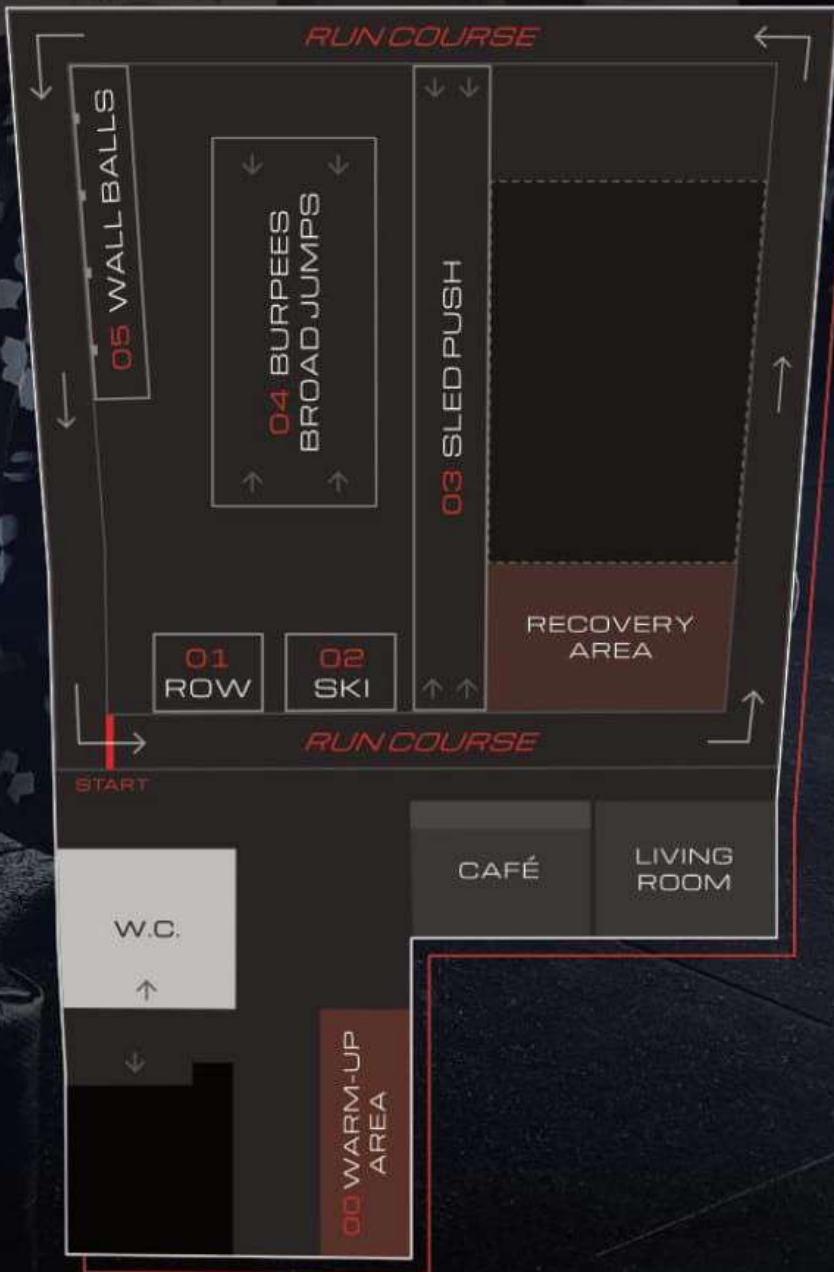 RUN COURSE
05 WALL BALLS
04 BURPEES
BROAD JUMPS
03 SLED PUSH
RECOVERY
AREA
01
ROW
02
SKI
RUN COURSE
START
CAFÉ
LIVING
ROOM
W.C.
00 WARM-UP
AREA